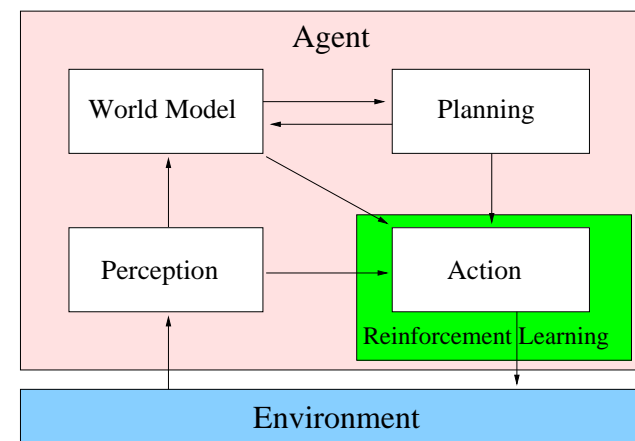 Agent
World Model
Planning
Perception
Action
Reinforcement Learning
Environment